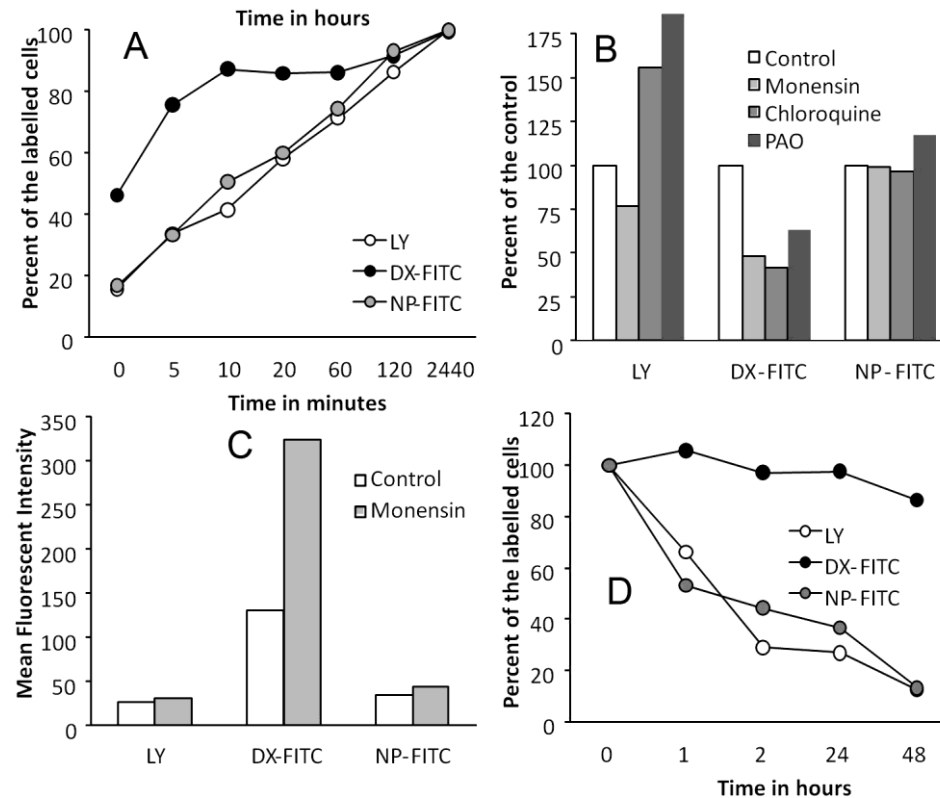 Time in hours
A
Percent of the labelled cells
100
80
60
40
20
0
LY
DX-FITC
NP-FITC
0 5 10 20 60 120 2440
Time in minutes
B
Percent of the control
175
150
125
100
75
50
25
0
Control
Monensin
Chloroquine
PAO
LY DX-FITC NP-FITC
C
Mean Fluorescent Intensity
350
300
250
200
150
100
50
0
Control
Monensin
LY DX-FITC NP-FITC
D
Percent of the labelled cells
120
100
80
60
40
20
0
LY
DX-FITC
NP-FITC
0 1 2 24 48
Time in hours